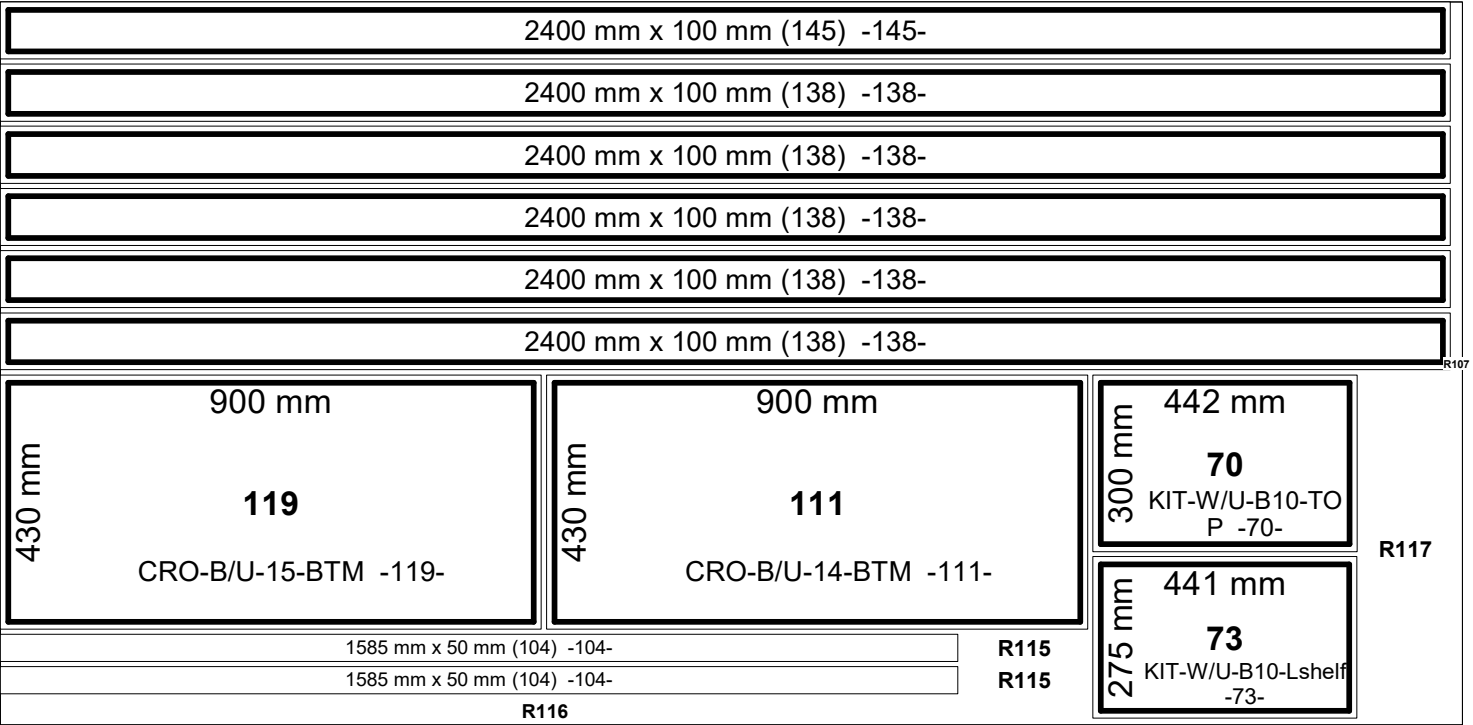 2400 mm x 100 mm (145) -145-
2400 mm x 100 mm (138) -138-
2400 mm x 100 mm (138) -138-
2400 mm x 100 mm (138) -138-
2400 mm x 100 mm (138) -138-
2400 mm x 100 mm (138) -138-
R107
900 mm
430 mm
119
CRO-B/U-15-BTM -119-
900 mm
430 mm
111
CRO-B/U-14-BTM -111-
442 mm
300 mm
70
KIT-W/U-B10-TO
P -70-
R117
441 mm
275 mm
73
KIT-W/U-B10-Lshelf
-73-
1585 mm x 50 mm (104) -104-
R115
1585 mm x 50 mm (104) -104-
R115
R116